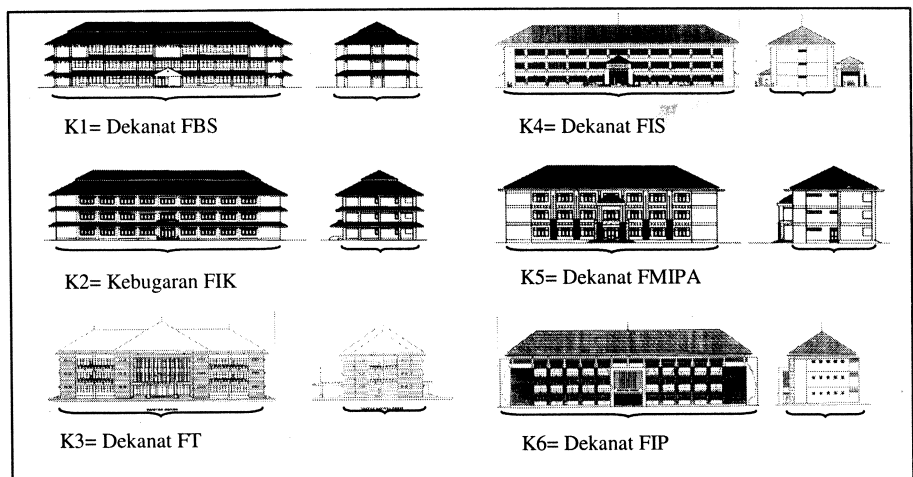 K1= Dekanat FBS
K4= Dekanat FIS
K2= Kebugaran FIK
K5= Dekanat FMIPA
K3= Dekanat FT
K6= Dekanat FIP